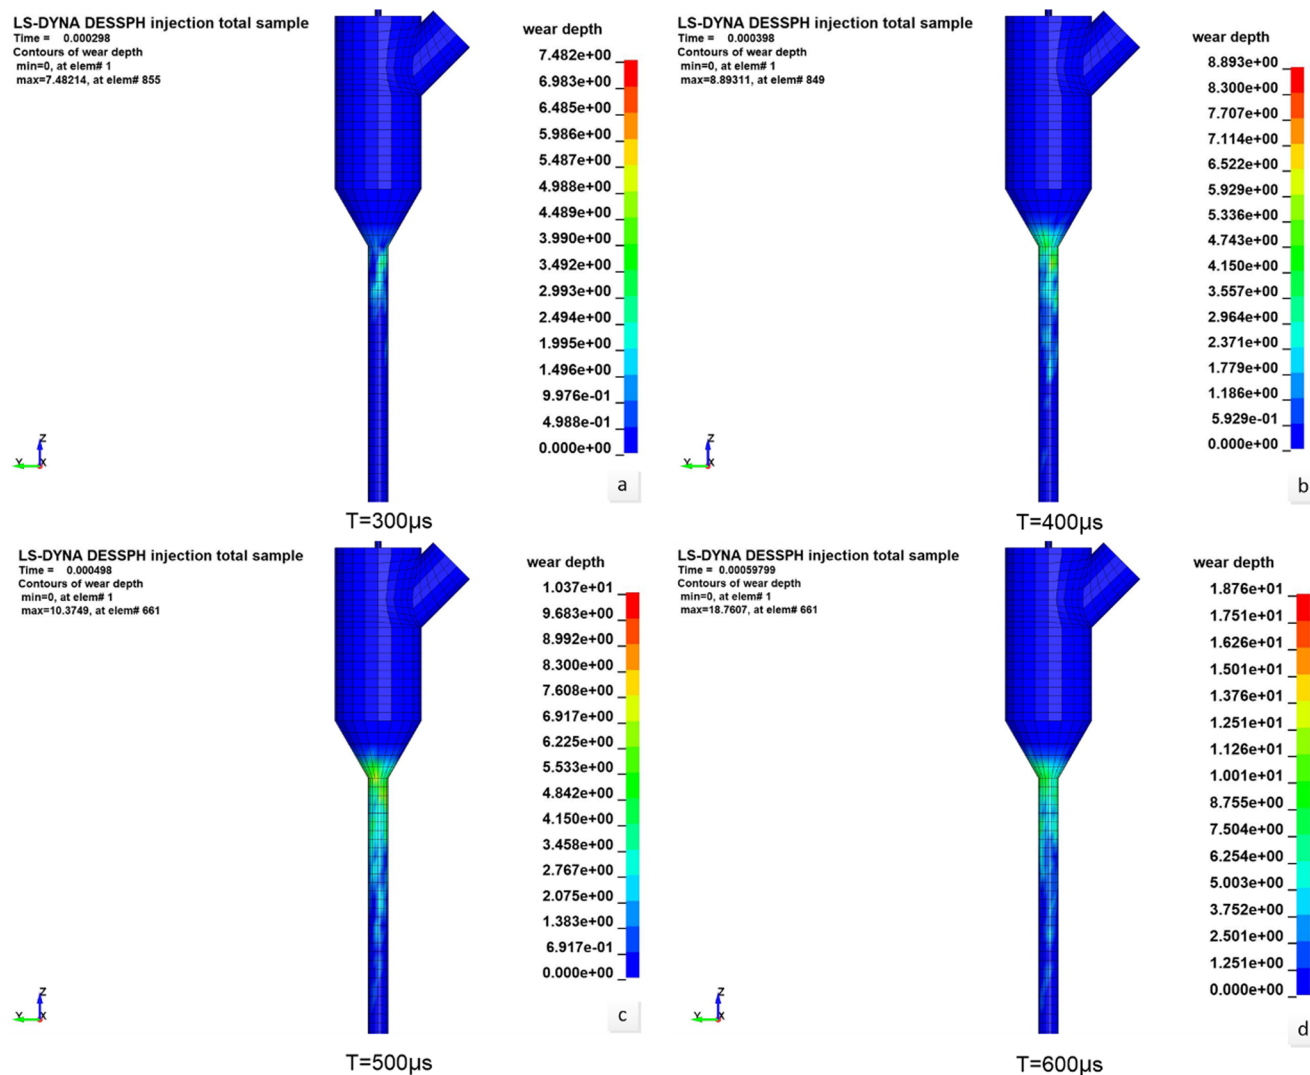 LS-DYNA DESSPH injection total sample
Time = 0.000298
Contours of wear depth
min=0, at elem# 1
max=7.48214, at elem# 855
wear depth
7.482e+00
6.983e+00
6.485e+00
5.986e+00
5.487e+00
4.988e+00
4.489e+00
3.990e+00
3.492e+00
2.993e+00
2.494e+00
1.995e+00
1.496e+00
9.976e-01
4.988e-01
0.000e+00
Z
Y
X
a
T=300µs
LS-DYNA DESSPH injection total sample
Time = 0.000398
Contours of wear depth
min=0, at elem# 1
max=8.89311, at elem# 849
wear depth
8.893e+00
8.300e+00
7.707e+00
7.114e+00
6.522e+00
5.929e+00
5.336e+00
4.743e+00
4.150e+00
3.557e+00
2.964e+00
2.371e+00
1.779e+00
1.186e+00
5.929e-01
0.000e+00
Z
Y
X
b
T=400µs
LS-DYNA DESSPH injection total sample
Time = 0.000498
Contours of wear depth
min=0, at elem# 1
max=10.3749, at elem# 661
wear depth
1.037e+01
9.683e+00
8.992e+00
8.300e+00
7.608e+00
6.917e+00
6.225e+00
5.533e+00
4.842e+00
4.150e+00
3.458e+00
2.767e+00
2.075e+00
1.383e+00
6.917e-01
0.000e+00
Z
Y
X
c
T=500µs
LS-DYNA DESSPH injection total sample
Time = 0.00059799
Contours of wear depth
min=0, at elem# 1
max=18.7607, at elem# 661
wear depth
1.876e+01
1.751e+01
1.626e+01
1.501e+01
1.376e+01
1.251e+01
1.126e+01
1.001e+01
8.755e+00
7.504e+00
6.254e+00
5.003e+00
3.752e+00
2.501e+00
1.251e+00
0.000e+00
Z
Y
X
d
T=600µs